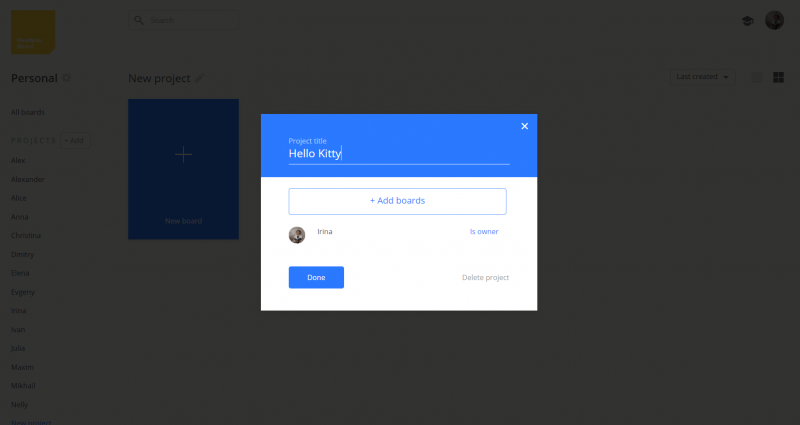 Search
Personal
New project
Last created
All boards
PROJECTS
+ Add
Alex
Alexander
Alice
Anna
Christina
Dmitry
Elena
Evgeny
Irina
Ivan
Julia
Maxim
Mikhail
Nelly
New project
New board
Project title
Hello Kitty
+ Add boards
Irina
Is owner
Done
Delete project